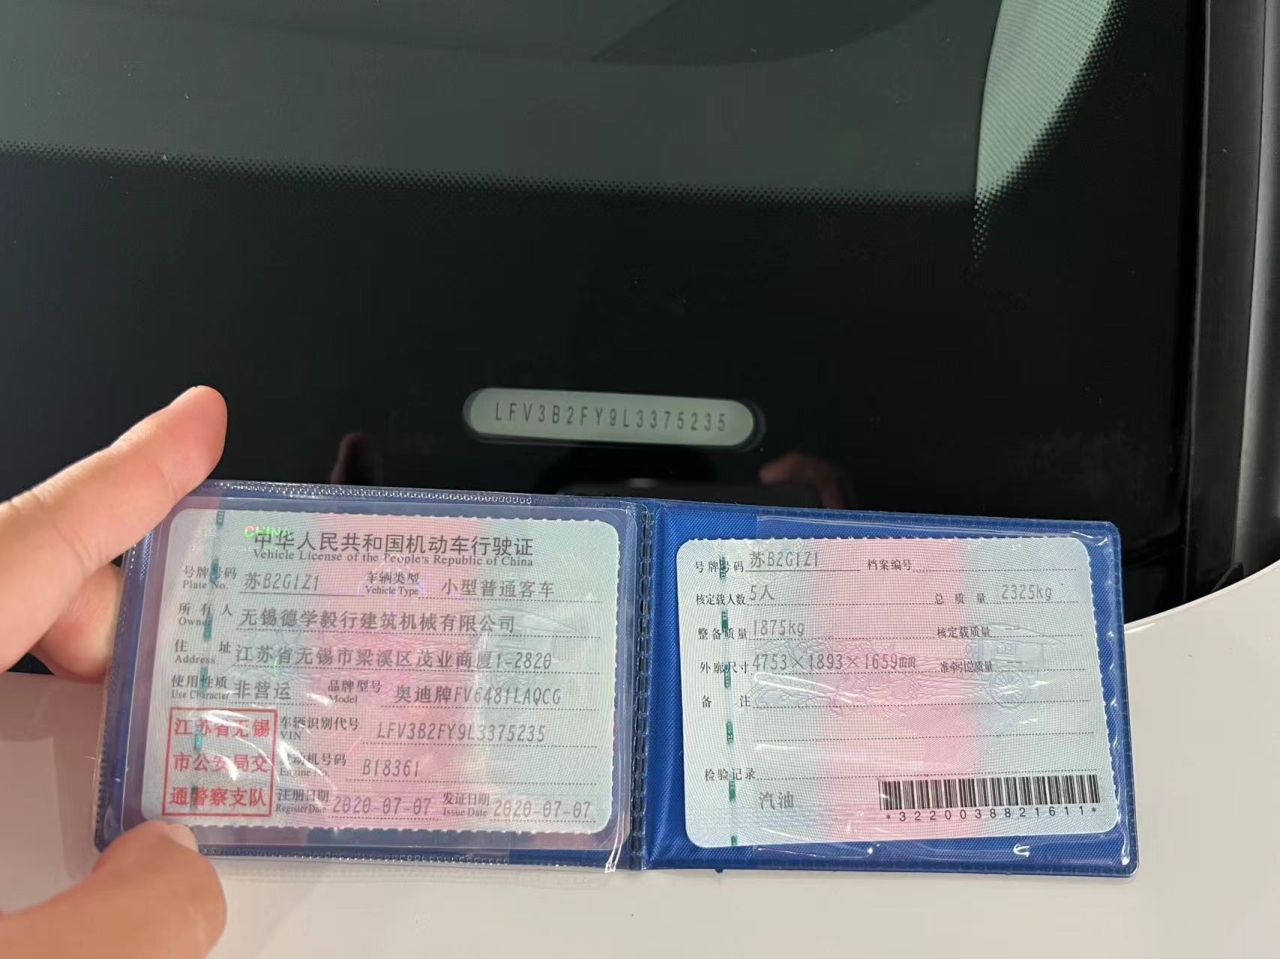 LFV3B2FY9L3375235
CHINA
中华人民共和国机动车行驶证
Vehicle License of the People's Republic of China
号牌号码 苏B2G1Z1 车辆类型 小型普通客车
Plate No. Vehicle Type
所有人 无锡德学毅行建筑机械有限公司
Owner
住址 江苏省无锡市梁溪区茂业商厦1-2820
Address
使用性质 非营运 品牌型号 奥迪牌FV6481LAQCG
Use Character Model
江苏省无锡
市公安局交
通警察支队
车辆识别代号 LFV3B2FY9L3375235
VIN
发动机号码 B18361
Engine No.
注册日期 2020-07-07 发证日期 2020-07-07
Register Date Issue Date
号牌号码 苏B2G1Z1 档案编号
核定载人数 5人 总质量 2325kg
整备质量 1875kg 核定载质量
外廓尺寸 4753×1893×1659mm 准牵引总质量
备注
检验记录
汽油
*3220038821611*